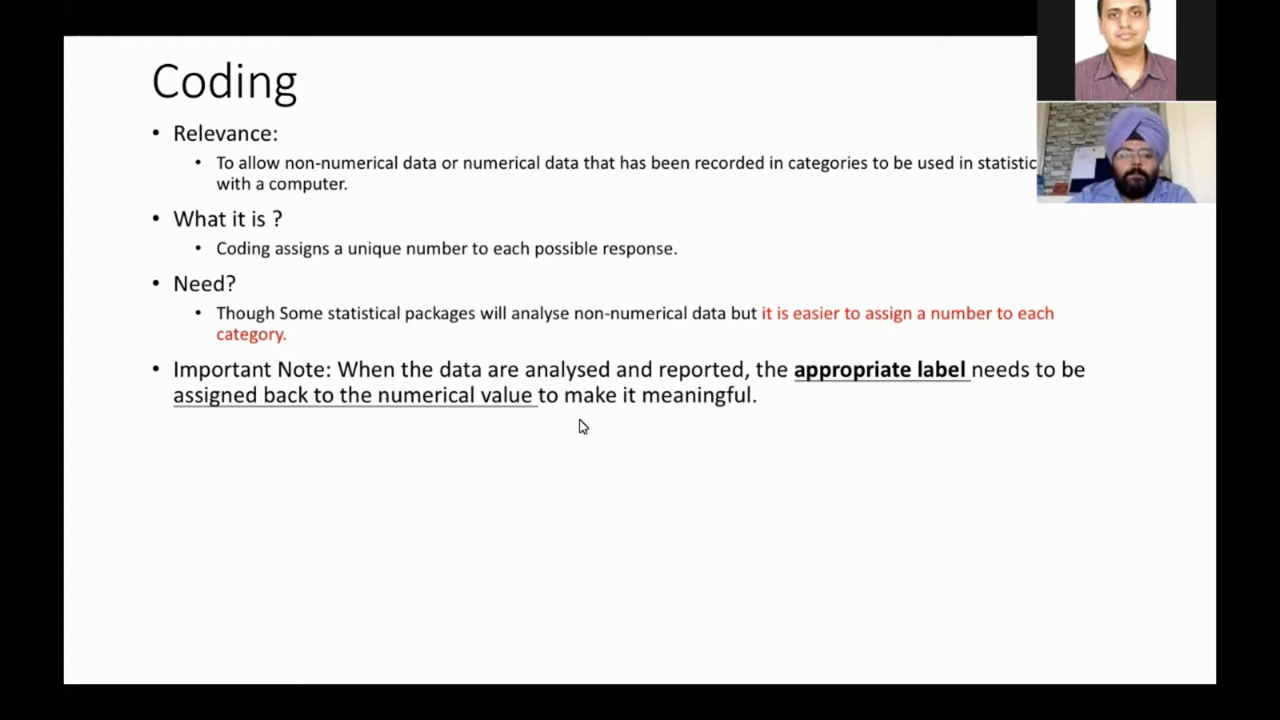 Coding
• Relevance:
• To allow non-numerical data or numerical data that has been recorded in categories to be used in
with a computer.
• What it is ?
• Coding assigns a unique number to each possible response.
• Need?
• Though Some statistical packages will analyse non-numerical data but it is easier to assign a number to each
category.
• Important Note: When the data are analysed and reported, the appropriate label needs to be
assigned back to the numerical value to make it meaningful.